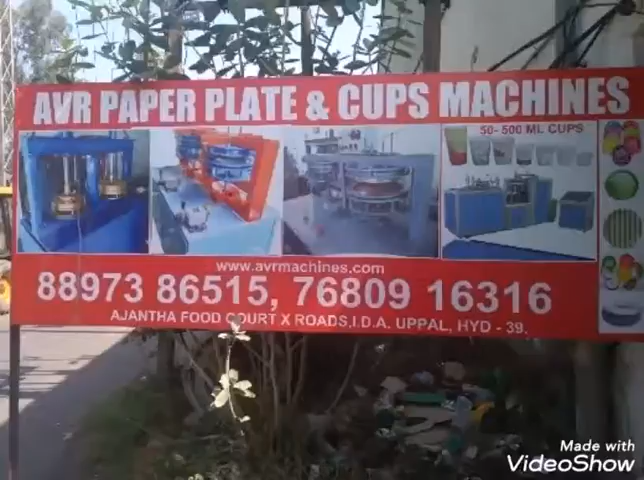 AVR PAPER PLATE & CUPS MACHINES
50- 500 ML CUPS
www.avrmachines.com
88973 86515, 76809 16316
AJANTHA FOOD COURT X ROADS,I.D.A. UPPAL, HYD - 39.
Made with
VideoShow